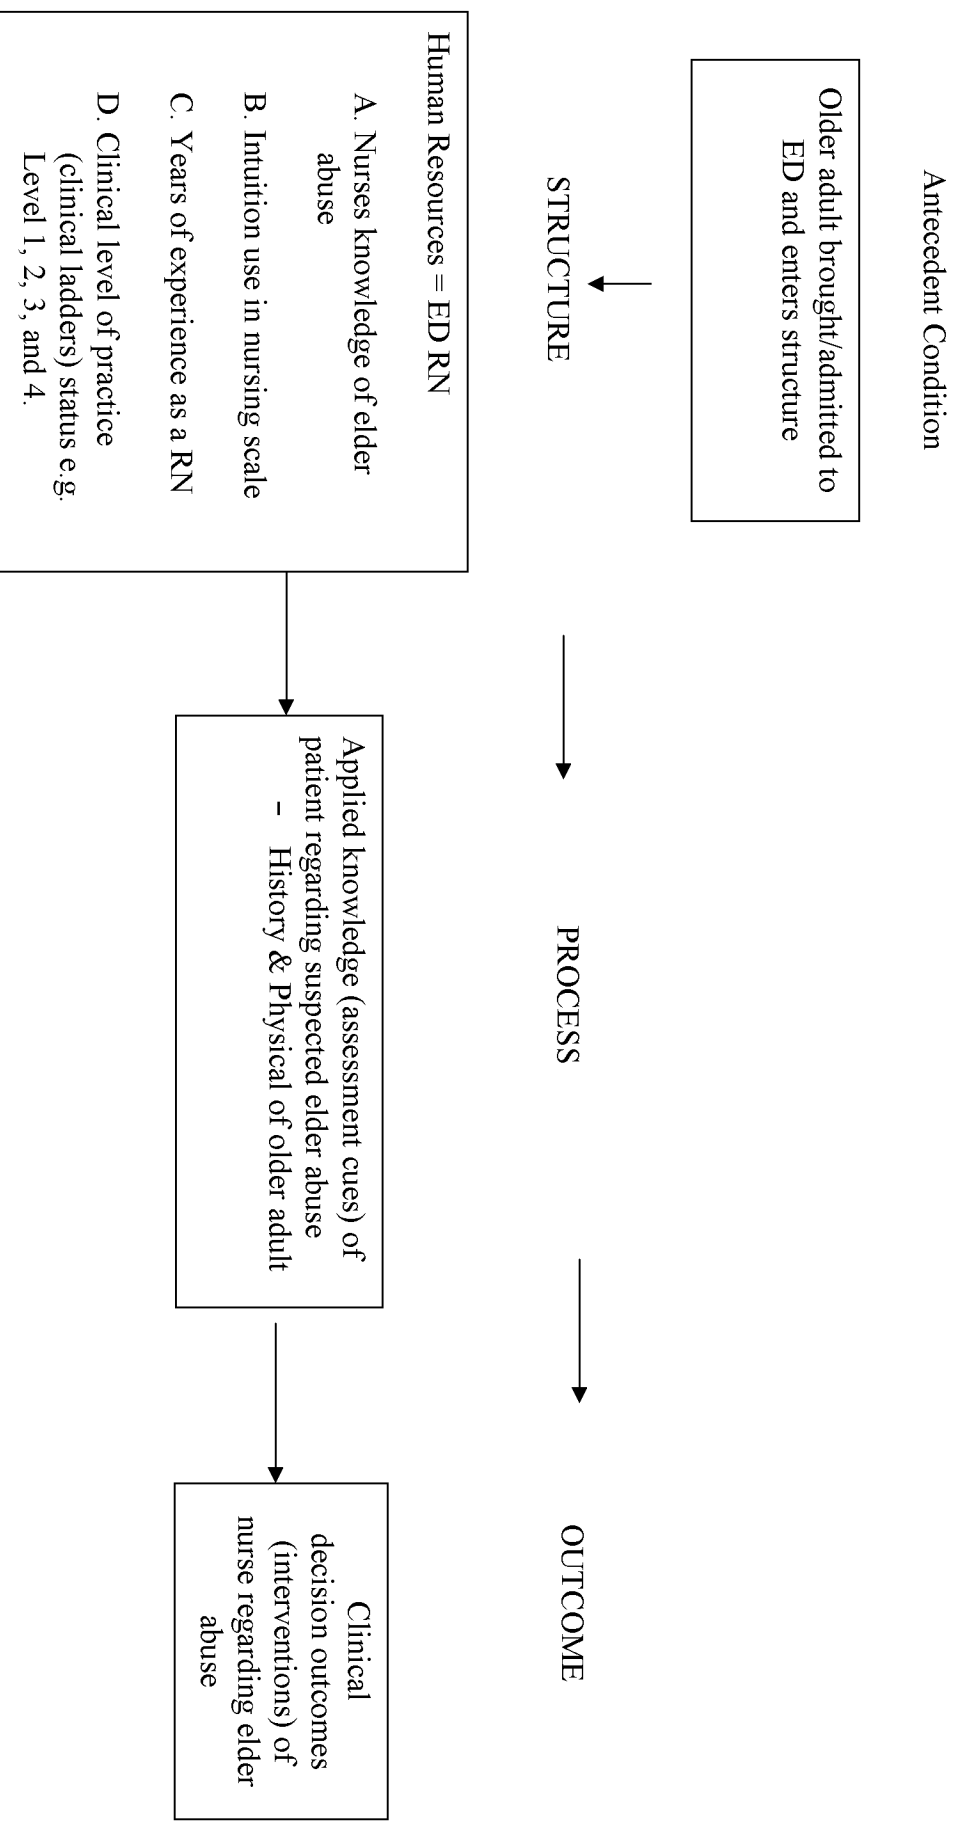 Antecedent Condition
Older adult brought/admitted to
ED and enters structure
STRUCTURE
PROCESS
OUTCOME
Human Resources = ED RN
A. Nurses knowledge of elder
abuse
B. Intuition use in nursing scale
C. Years of experience as a RN
D. Clinical level of practice
(clinical ladders) status e.g.
Level 1, 2, 3, and 4.
Applied knowledge (assessment cues) of
patient regarding suspected elder abuse
- History & Physical of older adult
Clinical
decision outcomes
(interventions) of
nurse regarding elder
abuse